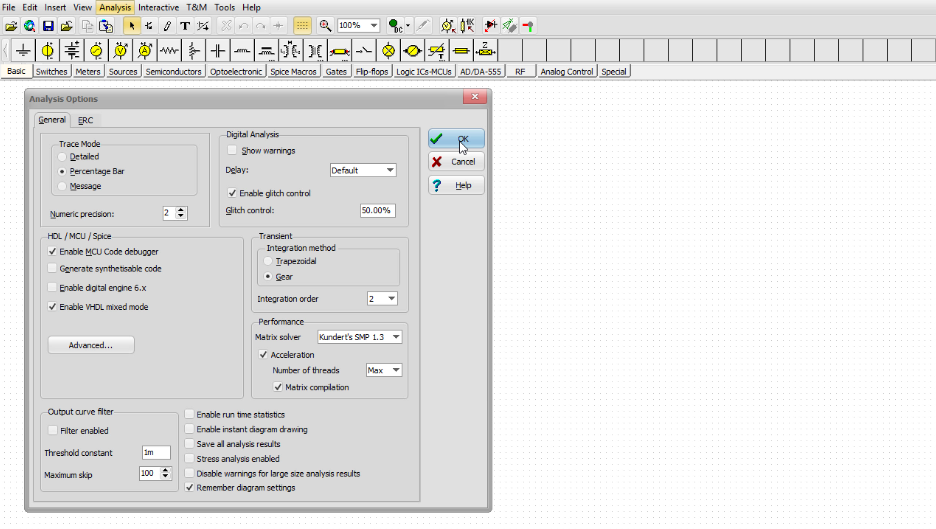 File Edit Insert View Analysis Interactive T&M Tools Help
100% DC
Basic Switches Meters Sources Semiconductors Optoelectronic Spice Macros Gates Flip-flops Logic ICs-MCUs AD/DA-555 RF Analog Control Special
Analysis Options
General ERC
Trace Mode
Detailed
Percentage Bar
Message
Numeric precision: 2
Digital Analysis
Show warnings
Delay: Default
Enable glitch control
Glitch control: 50.00%
OK
Cancel
Help
HDL / MCU / Spice
Enable MCU Code debugger
Generate synthetisable code
Enable digital engine 6.x
Enable VHDL mixed mode
Advanced...
Transient
Integration method
Trapezoidal
Gear
Integration order 2
Performance
Matrix solver Kundert's SMP 1.3
Acceleration
Number of threads Max
Matrix compilation
Output curve filter
Filter enabled
Threshold constant 1m
Maximum skip 100
Enable run time statistics
Enable instant diagram drawing
Save all analysis results
Stress analysis enabled
Disable warnings for large size analysis results
Remember diagram settings